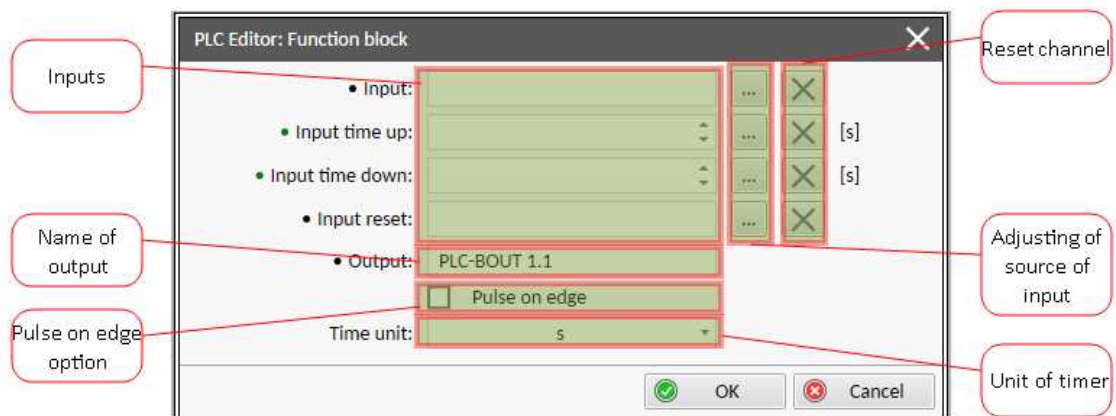 PLC Editor: Function block
Reset channel
Inputs
• Input:
...
• Input time up:
...
[s]
• Input time down:
...
[s]
• Input reset:
...
Name of
output
• Output:
PLC-BOUT 1.1
Adjusting of
source of
input
Pulse on edge
Pulse on edge
option
Time unit:
s
Unit of timer
OK
Cancel